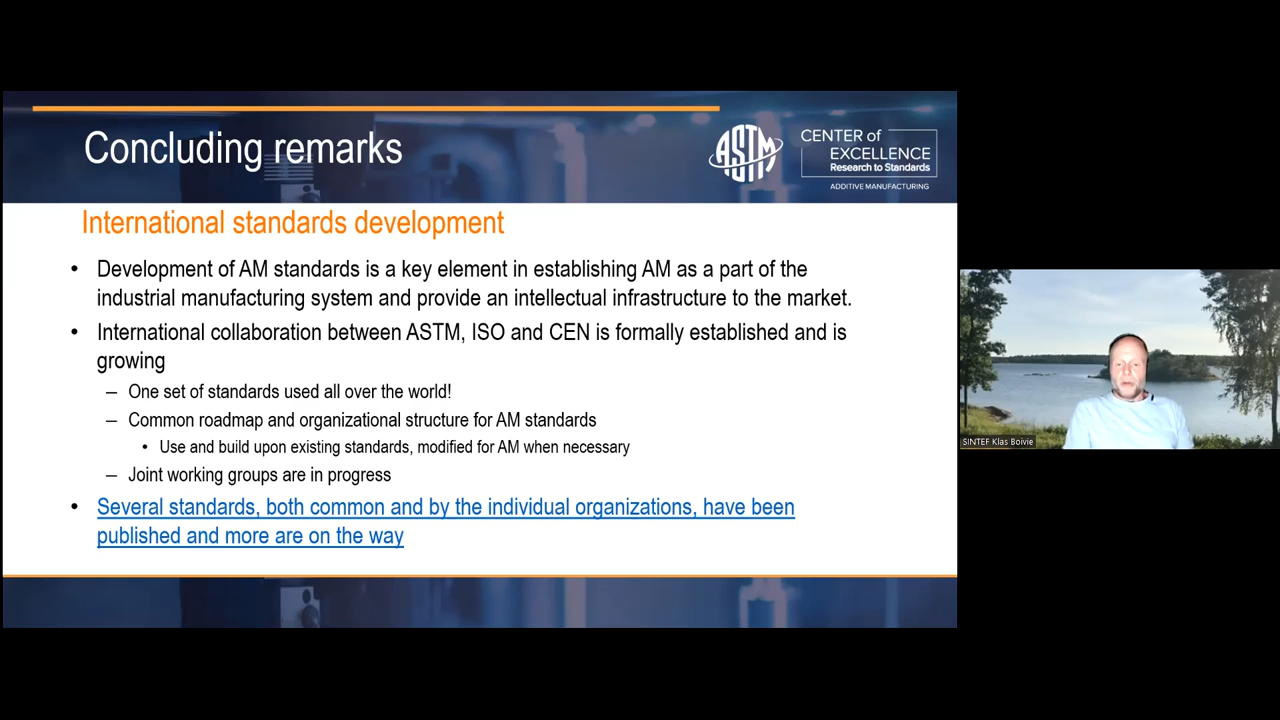 Concluding remarks
ASTM
CENTER of
EXCELLENCE
Research to Standards
ADDITIVE MANUFACTURING
International standards development
• Development of AM standards is a key element in establishing AM as a part of the
industrial manufacturing system and provide an intellectual infrastructure to the market.
• International collaboration between ASTM, ISO and CEN is formally established and is
growing
– One set of standards used all over the world!
– Common roadmap and organizational structure for AM standards
• Use and build upon existing standards, modified for AM when necessary
– Joint working groups are in progress
• Several standards, both common and by the individual organizations, have been
published and more are on the way
SINTEF Klas Boivie